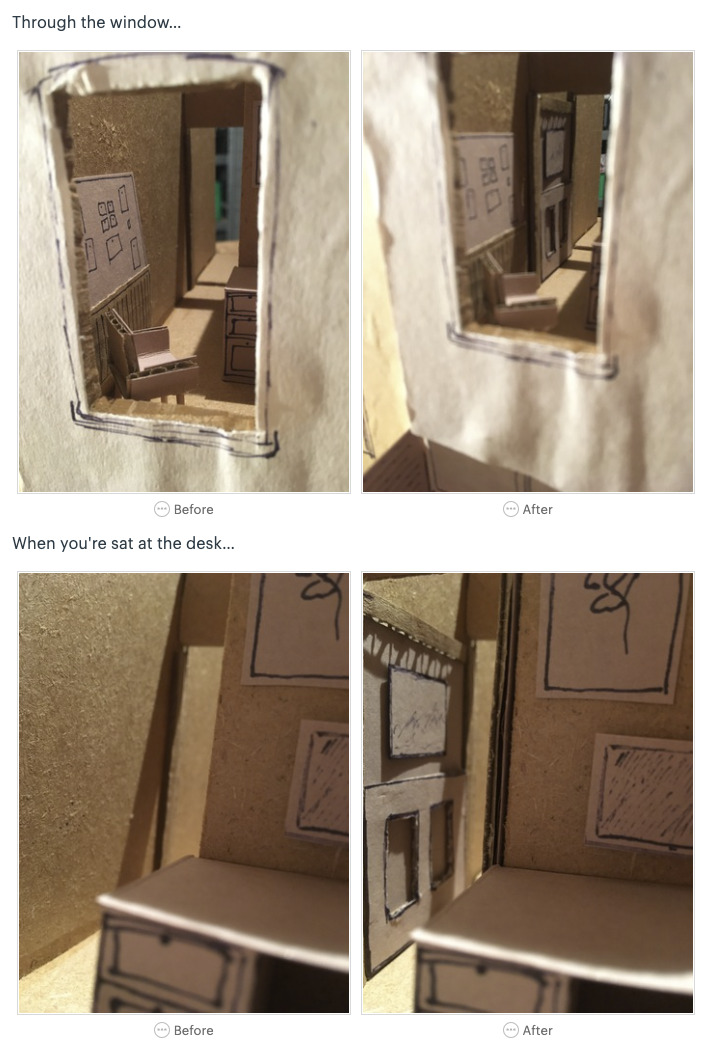 Through the window...
Before
After
When you're sat at the desk...
Before
After